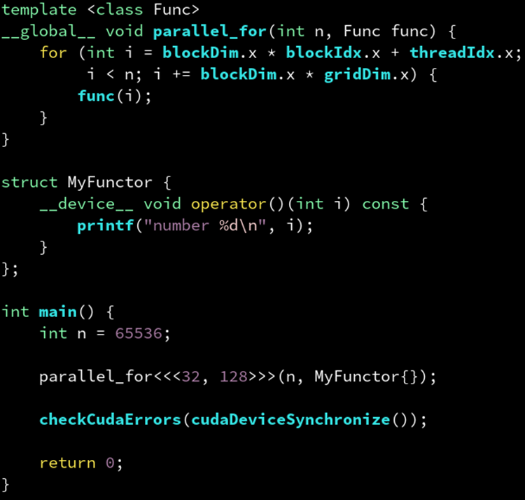 template <class Func>
__global__ void parallel_for(int n, Func func) {
    for (int i = blockDim.x * blockIdx.x + threadIdx.x;
         i < n; i += blockDim.x * gridDim.x) {
        func(i);
    }
}

struct MyFunctor {
    __device__ void operator()(int i) const {
        printf("number %d\n", i);
    }
};

int main() {
    int n = 65536;

    parallel_for<<<32, 128>>>(n, MyFunctor{});

    checkCudaErrors(cudaDeviceSynchronize());

    return 0;
}